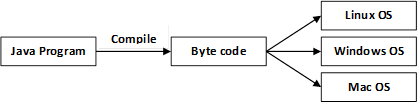 Linux OS
Compile
Java Program
Byte code
Windows OS
Mac OS